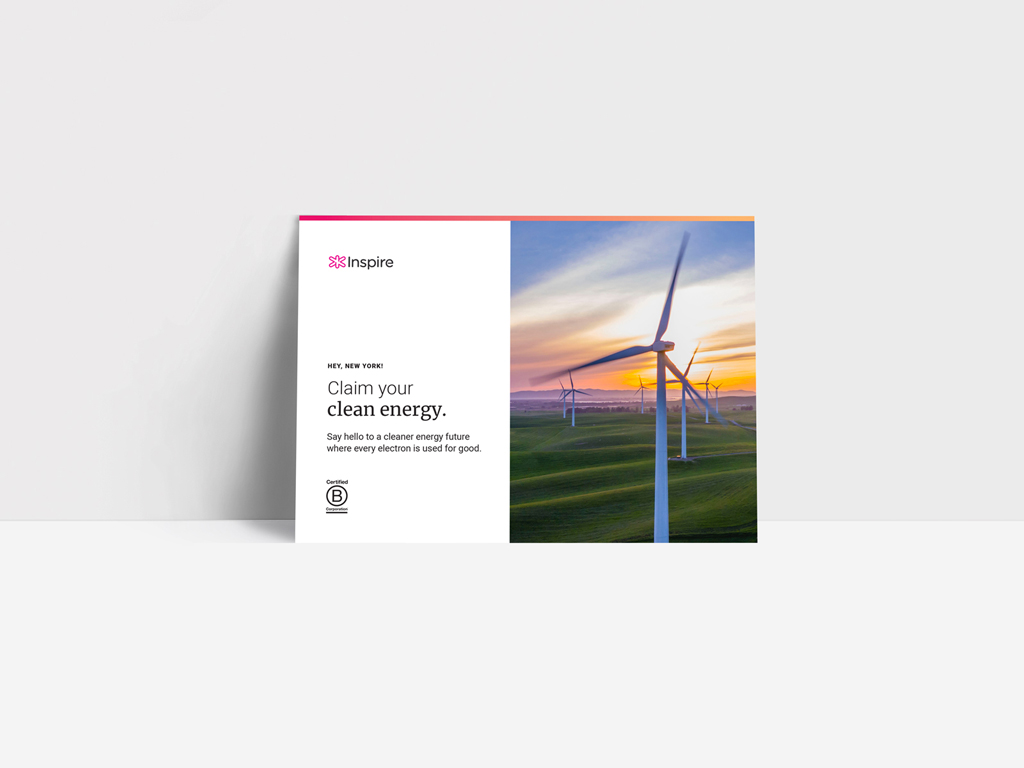 Inspire
HEY, NEW YORK!
Claim your
clean energy.
Say hello to a cleaner energy future
where every electron is used for good.
Certified
B
Corporation